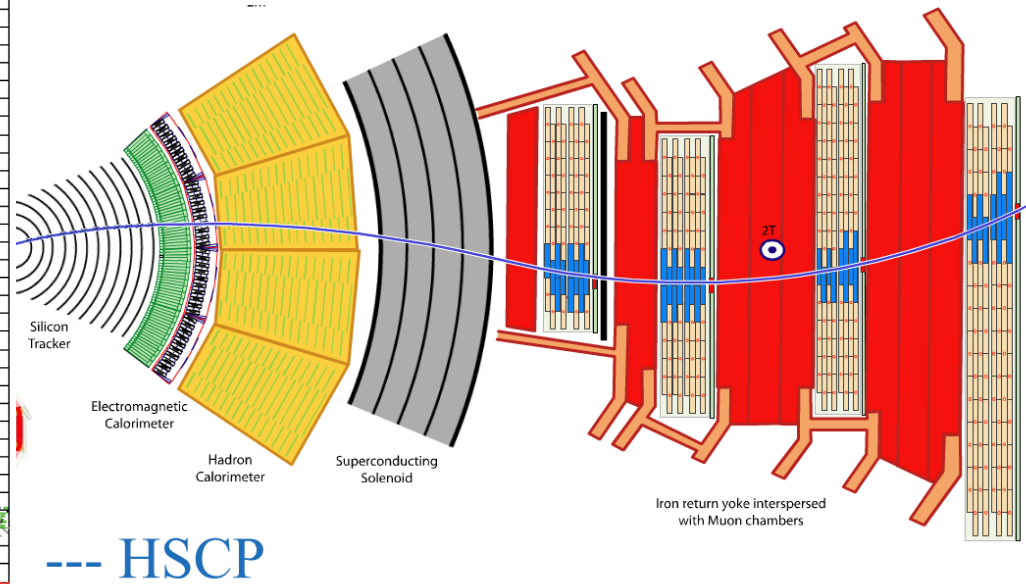 2T
Silicon
Tracker
Electromagnetic
Calorimeter
Hadron
Calorimeter
Superconducting
Solenoid
Iron return yoke interspersed
with Muon chambers
--- HSCP